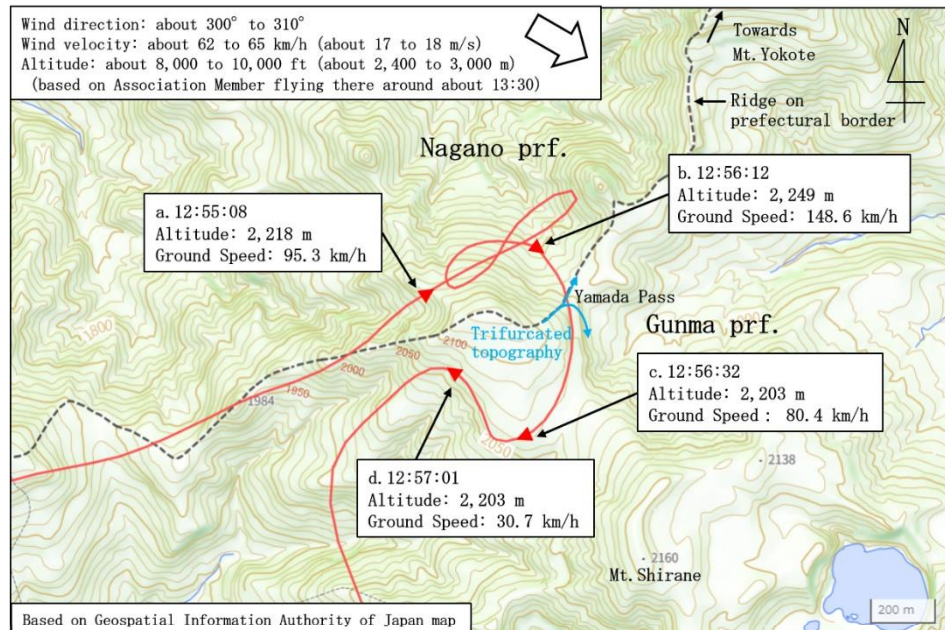 Wind direction: about 300° to 310°
Wind velocity: about 62 to 65 km/h (about 17 to 18 m/s)
Altitude: about 8,000 to 10,000 ft (about 2,400 to 3,000 m)
(based on Association Member flying there around about 13:30)
Towards
Mt.Yokote
N
Ridge on
prefectural border
Nagano prf.
b. 12:56:12
Altitude: 2,249 m
Ground Speed: 148.6 km/h
a. 12:55:08
Altitude: 2,218 m
Ground Speed: 95.3 km/h
Yamada Pass
Gunma prf.
Trifurcated
topography
1800
2100
2050
2000
1950
1984
c. 12:56:32
Altitude: 2,203 m
Ground Speed : 80.4 km/h
2050
2138
d. 12:57:01
Altitude: 2,203 m
Ground Speed: 30.7 km/h
2160
Mt.Shirane
200 m
Based on Geospatial Information Authority of Japan map